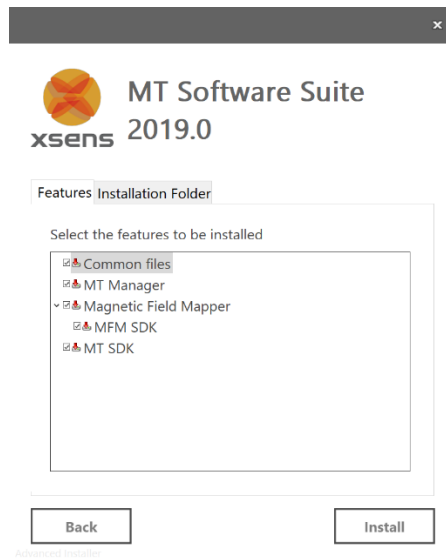 ×
MT Software Suite
2019.0
xsens
Features Installation Folder
Select the features to be installed
Common files
MT Manager
Magnetic Field Mapper
MFM SDK
MT SDK
Back Install
Advanced Installer